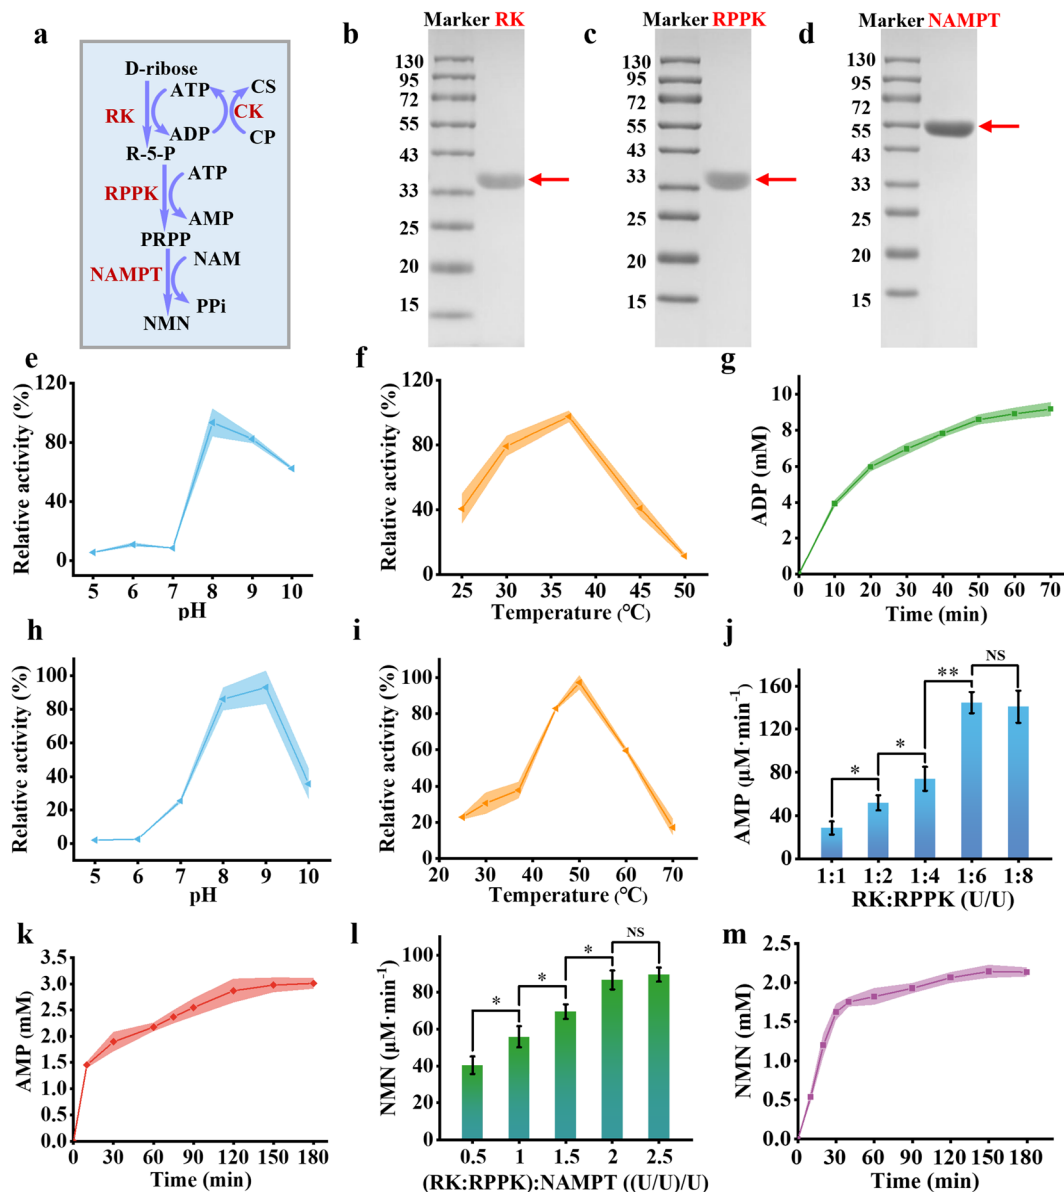 a
D-ribose
ATP
CS
RK
CK
ADP
CP
R-5-P
ATP
RPPK
AMP
PRPP
NAM
NAMPT
PPi
NMN
b
Marker RK
130
95
72
55
43
33
25
20
15
c
Marker RPPK
130
95
72
55
43
33
25
20
15
d
Marker NAMPT
130
95
72
55
43
33
25
20
15
e
Relative activity (%)
120
80
40
0
5 6 7 8 9 10
pH
f
Relative activity (%)
120
80
40
0
25 30 35 40 45 50
Temperature (℃)
g
ADP (mM)
10
8
6
4
2
0
0 10 20 30 40 50 60 70
Time (min)
h
Relative activity (%)
100
80
60
40
20
0
5 6 7 8 9 10
pH
i
Relative activity (%)
100
80
60
40
20
0
20 30 40 50 60 70
Temperature (℃)
j
AMP (μM·min⁻¹)
160
120
80
40
0
* * ** NS
1:1 1:2 1:4 1:6 1:8
RK:RPPK (U/U)
k
AMP (mM)
3.5
3.0
2.5
2.0
1.5
1.0
0.5
0.0
0 30 60 90 120 150 180
Time (min)
l
NMN (μM·min⁻¹)
100
80
60
40
20
0
* * * NS
0.5 1 1.5 2 2.5
(RK:RPPK):NAMPT ((U/U)/U)
m
NMN (mM)
2.5
2.0
1.5
1.0
0.5
0.0
0 30 60 90 120 150 180
Time (min)